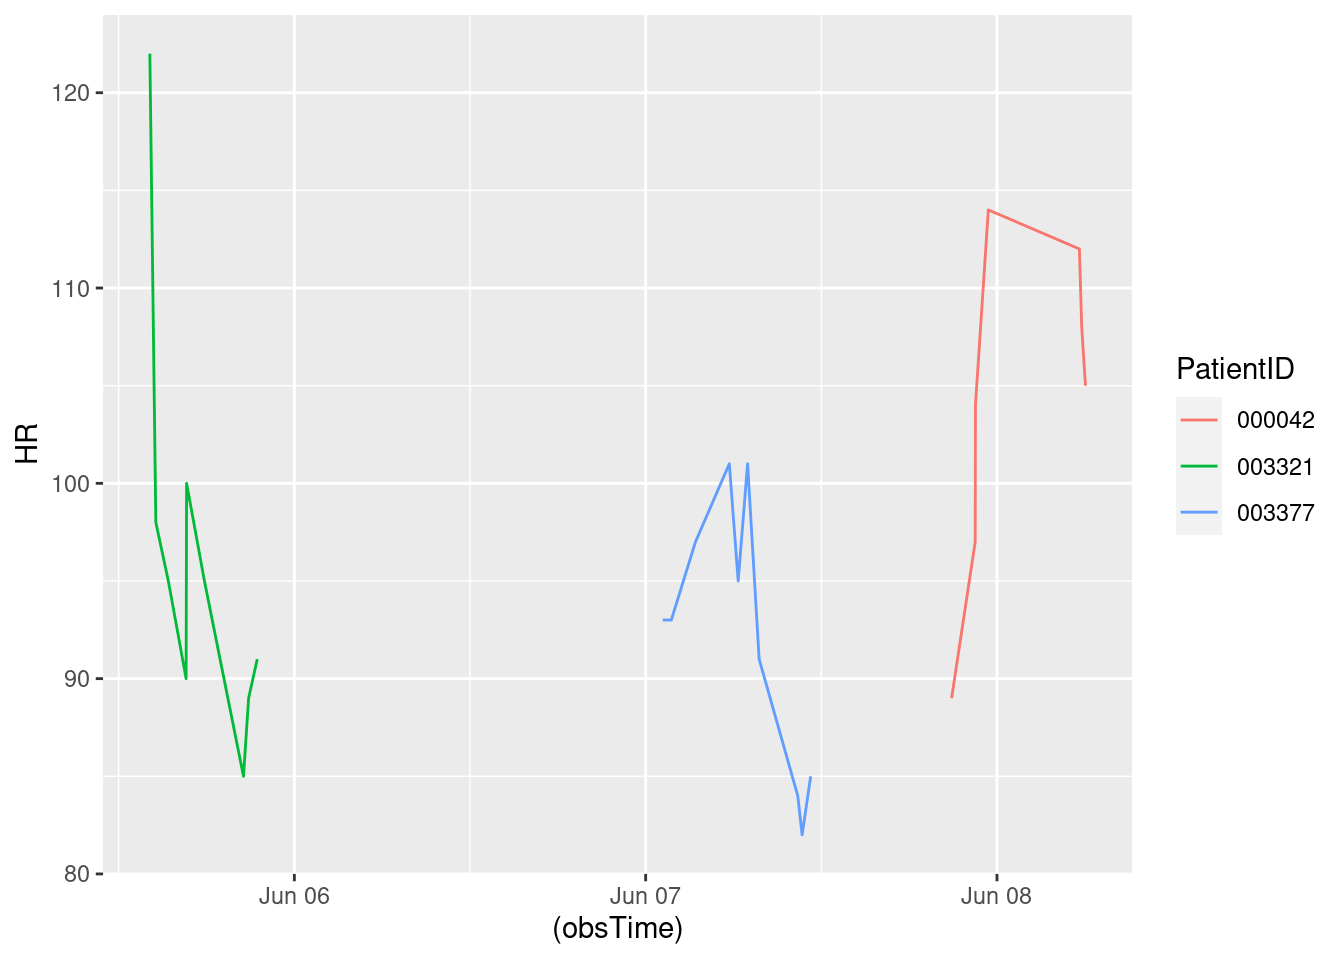 120
110
100
90
80
HR
Jun 06
Jun 07
Jun 08
(obsTime)
PatientID
000042
003321
003377